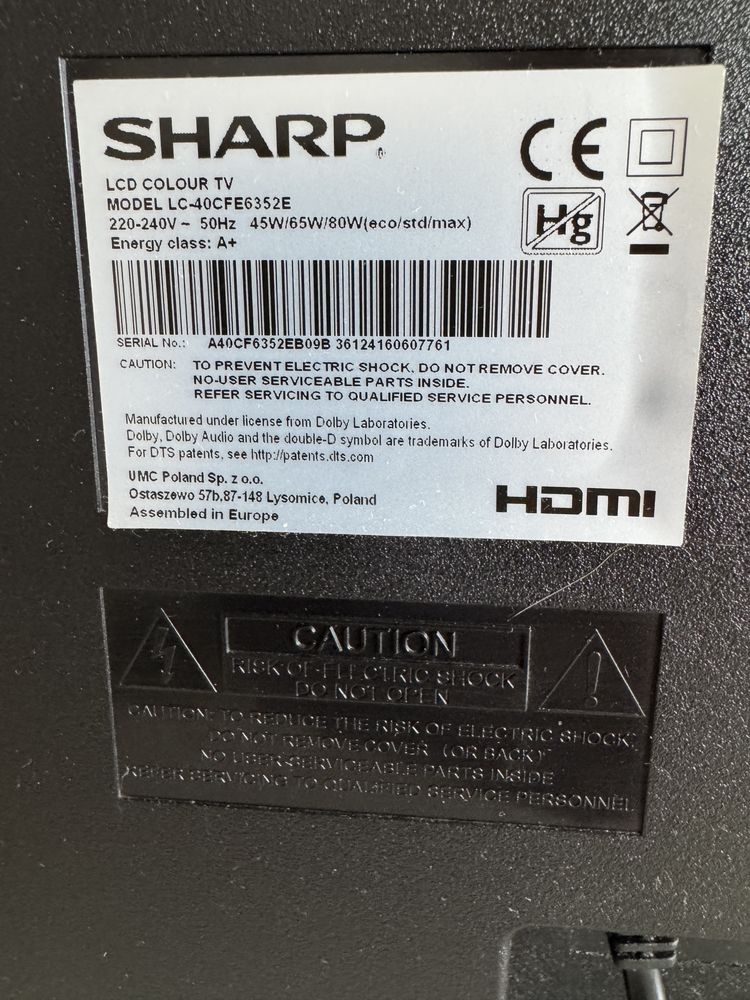 SHARP
LCD COLOUR TV
MODEL LC-40CFE6352E
220-240V ~ 50Hz 45W/65W/80W(eco/std/max)
Energy class: A+
CE
Hg
SERIAL No.: A40CF6352EB09B 36124160607761
CAUTION: TO PREVENT ELECTRIC SHOCK, DO NOT REMOVE COVER.
NO-USER SERVICEABLE PARTS INSIDE.
REFER SERVICING TO QUALIFIED SERVICE PERSONNEL.
Manufactured under license from Dolby Laboratories.
Dolby, Dolby Audio and the double-D symbol are trademarks of Dolby Laboratories.
For DTS patents, see http://patents.dts.com
UMC Poland Sp. z o.o.
Ostaszewo 57b,87-148 Lysomice, Poland
Assembled in Europe
HDMI
CAUTION
RISK OF ELECTRIC SHOCK
DO NOT OPEN
CAUTION: TO REDUCE THE RISK OF ELECTRIC SHOCK,
DO NOT REMOVE COVER (OR BACK)
NO USER-SERVICEABLE PARTS INSIDE
REFER SERVICING TO QUALIFIED SERVICE PERSONNEL